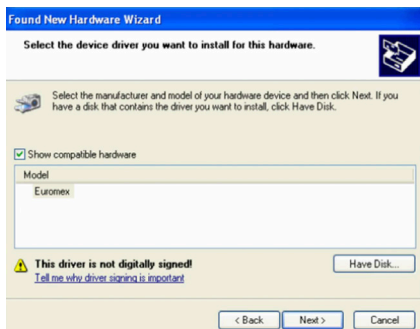 Found New Hardware Wizard
Select the device driver you want to install for this hardware.
Select the manufacturer and model of your hardware device and then click Next. If you
have a disk that contains the driver you want to install, click Have Disk.
Show compatible hardware
Model
Euromex
This driver is not digitally signed!
Have Disk...
Tell me why driver signing is important
< Back
Next >
Cancel